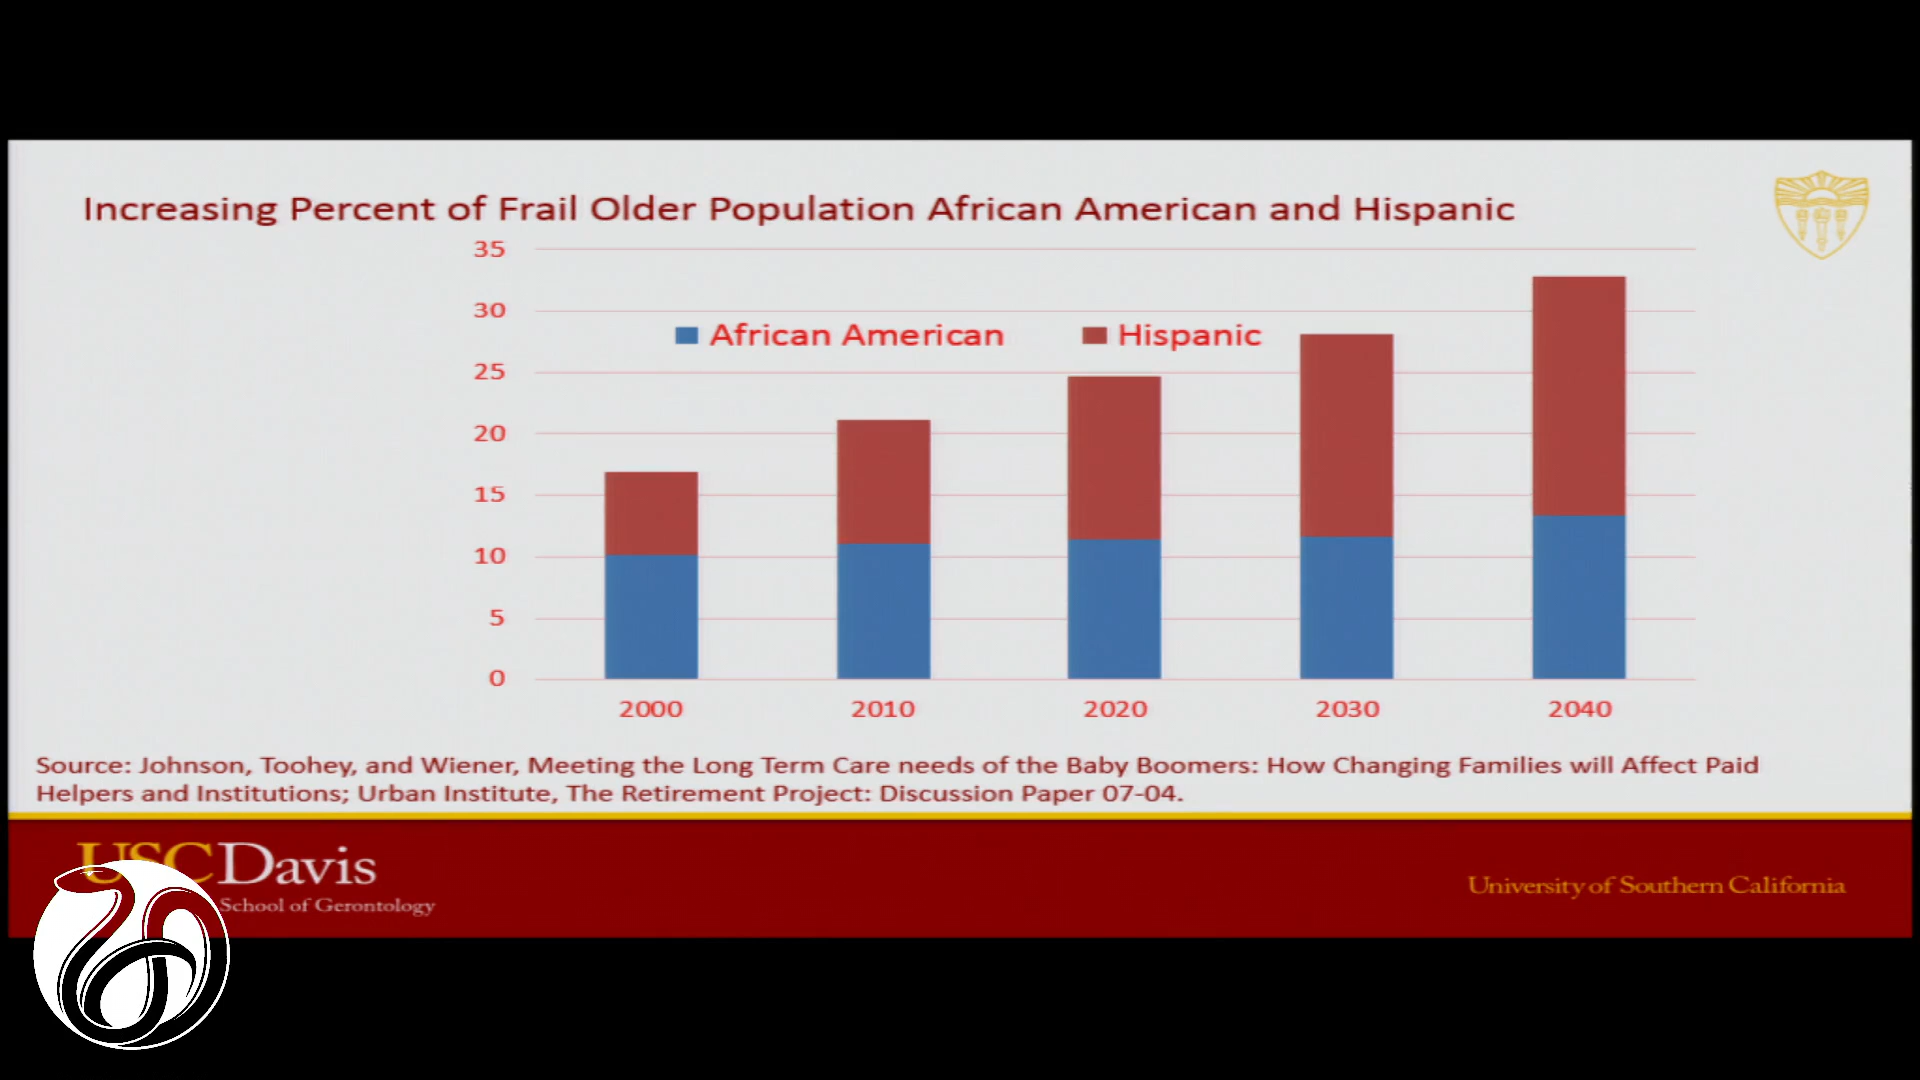 Increasing Percent of Frail Older Population African American and Hispanic
35
30
African American Hispanic
25
20
15
10
5
0
2000 2010 2020 2030 2040
Source: Johnson, Toohey, and Wiener, Meeting the Long Term Care needs of the Baby Boomers: How Changing Families will Affect Paid
Helpers and Institutions; Urban Institute, The Retirement Project: Discussion Paper 07-04.
USC Davis
School of Gerontology
University of Southern California